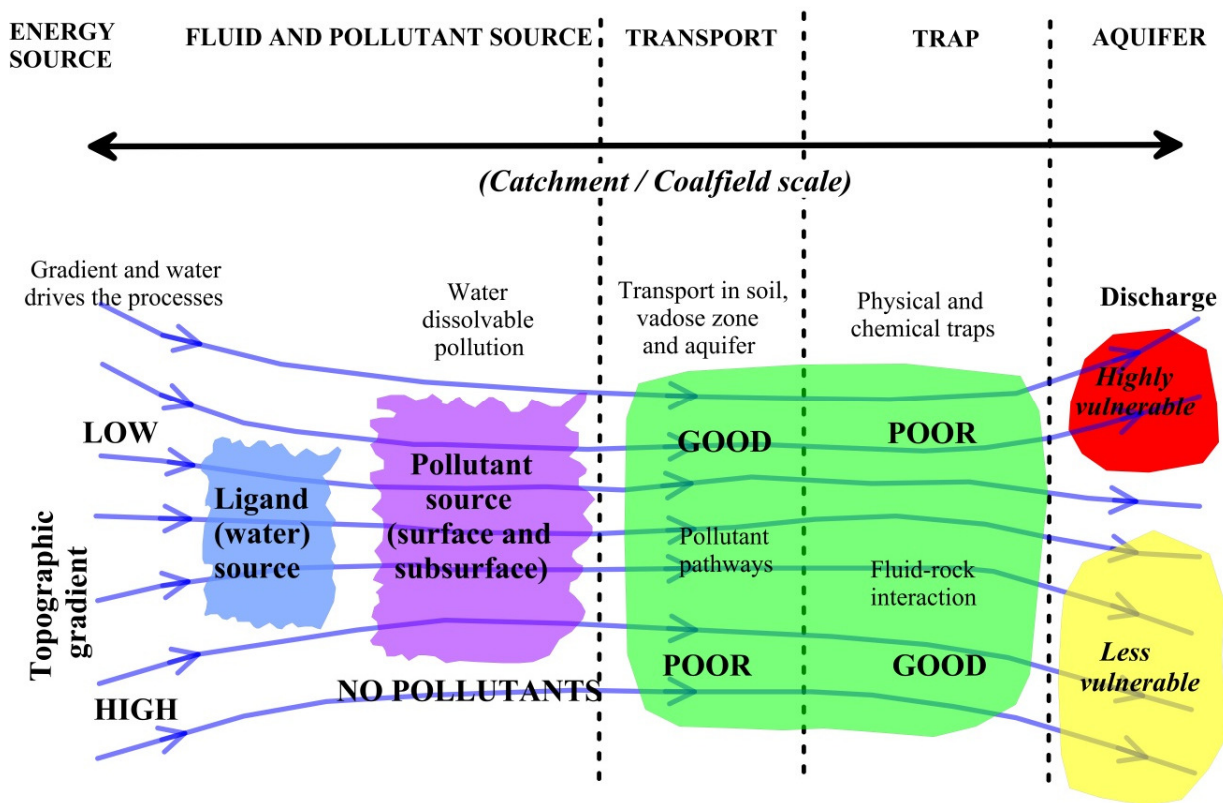 ENERGY
SOURCE
FLUID AND POLLUTANT SOURCE
TRANSPORT
TRAP
AQUIFER
(Catchment / Coalfield scale)
Gradient and water
drives the processes
Water
dissolvable
pollution
Transport in soil,
vadose zone
and aquifer
Physical and
chemical traps
Discharge
LOW
Ligand
(water)
source
Pollutant
source
(surface and
subsurface)
GOOD
POOR
Highly
vulnerable
Topographic
gradient
Pollutant
pathways
Fluid-rock
interaction
HIGH
NO POLLUTANTS
POOR
GOOD
Less
vulnerable